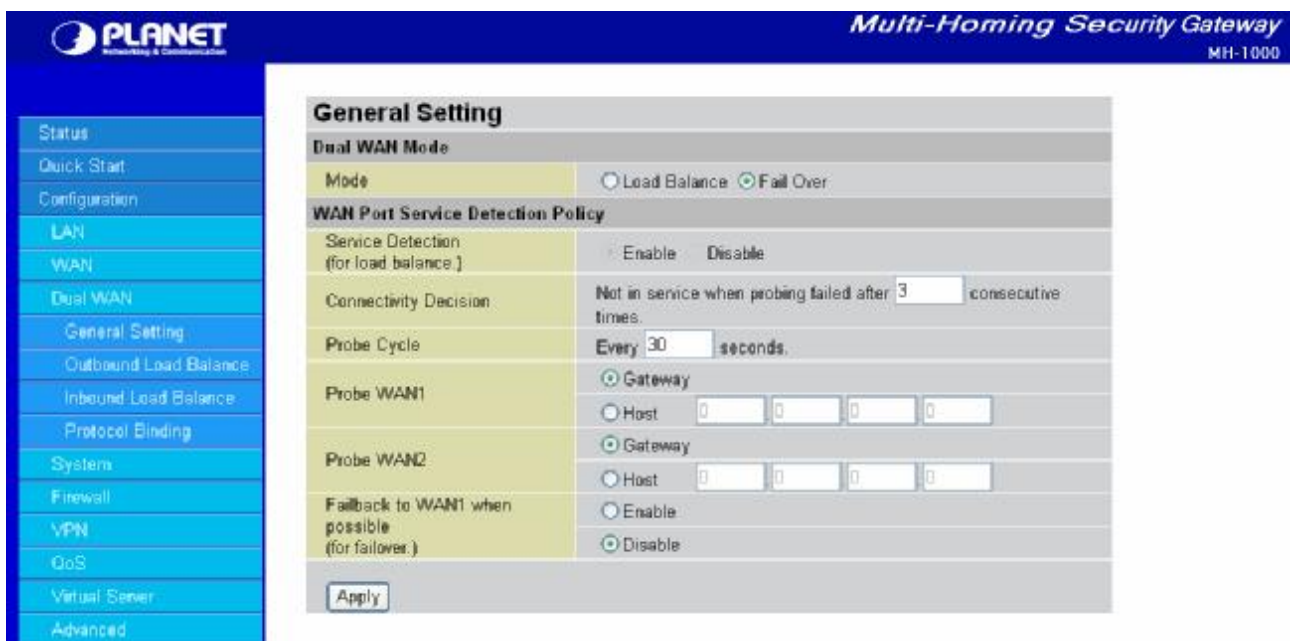 PLANET
Networking & Communication
Multi-Homing Security Gateway
MH-1000
Status
Quick Start
Configuration
LAN
WAN
Dual WAN
General Setting
Outbound Load Balance
Inbound Load Balance
Protocol Binding
System
Firewall
VPN
QoS
Virtual Server
Advanced
General Setting
Dual WAN Mode
Mode
Load Balance Fail Over
WAN Port Service Detection Policy
Service Detection
(for load balance.)
Enable Disable
Connectivity Decision
Not in service when probing failed after 3 consecutive
times.
Probe Cycle
Every 30 seconds.
Probe WAN1
Gateway
Host 0 . 0 . 0 . 0
Probe WAN2
Gateway
Host 0 . 0 . 0 . 0
Failback to WAN1 when
possible
(for failover.)
Enable
Disable
Apply